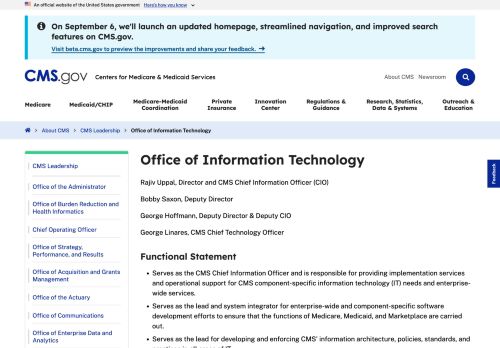 An official website of the United States government Here's how you know
On September 6, we'll launch an updated homepage, streamlined navigation, and improved search
features on CMS.gov.
Visit beta.cms.gov to preview the improvements and share your feedback.
CMS.gov Centers for Medicare & Medicaid Services
About CMS Newsroom
Medicare
Medicaid/CHIP
Medicare-Medicaid
Coordination
Private
Insurance
Innovation
Center
Regulations &
Guidance
Research, Statistics,
Data & Systems
Outreach &
Education
About CMS CMS Leadership Office of Information Technology
Feedback
CMS Leadership
Office of the Administrator
Office of Burden Reduction and
Health Informatics
Chief Operating Officer
Office of Strategy,
Performance, and Results
Office of Acquisition and Grants
Management
Office of the Actuary
Office of Communications
Office of Enterprise Data and
Analytics
Office of Information Technology
Rajiv Uppal, Director and CMS Chief Information Officer (CIO)
Bobby Saxon, Deputy Director
George Hoffmann, Deputy Director & Deputy CIO
George Linares, CMS Chief Technology Officer
Functional Statement
Serves as the CMS Chief Information Officer and is responsible for providing implementation services
and operational support for CMS component-specific information technology (IT) needs and enterprise-
wide services.
Serves as the lead and system integrator for enterprise-wide and component-specific software
development efforts to ensure that the functions of Medicare, Medicaid, and Marketplace are carried
out.
Serves as the lead for developing and enforcing CMS' information architecture, policies, standards, and